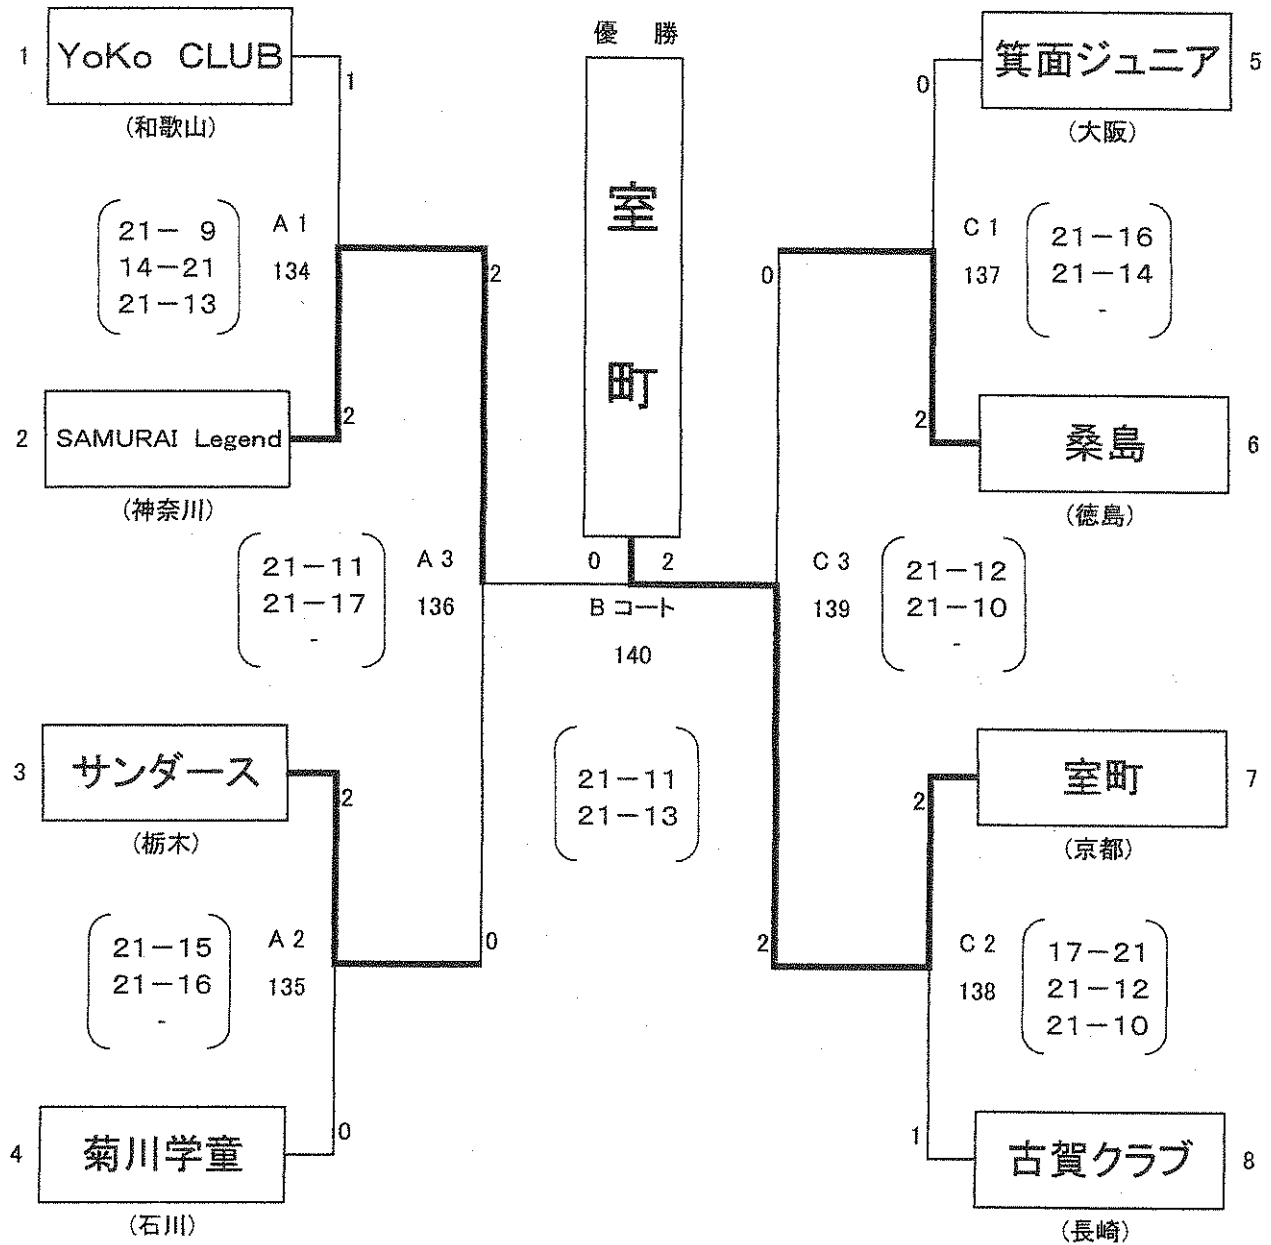 優 勝
室
町
1
YoKo CLUB
(和歌山)
1
21- 9
14-21
21-13
A 1
134
2
SAMURAI Legend
(神奈川)
2
2
21-11
21-17
-
A 3
136
3
サンダース
(栃木)
2
21-15
21-16
-
A 2
135
0
4
菊川学童
(石川)
0
0 2
B コート
140
21-11
21-13
箕面ジュニア
5
(大阪)
0
C 1
137
21-16
21-14
-
0
2
桑島
6
(徳島)
C 3
139
21-12
21-10
-
室町
7
(京都)
2
C 2
138
17-21
21-12
21-10
2
1
古賀クラブ
8
(長崎)